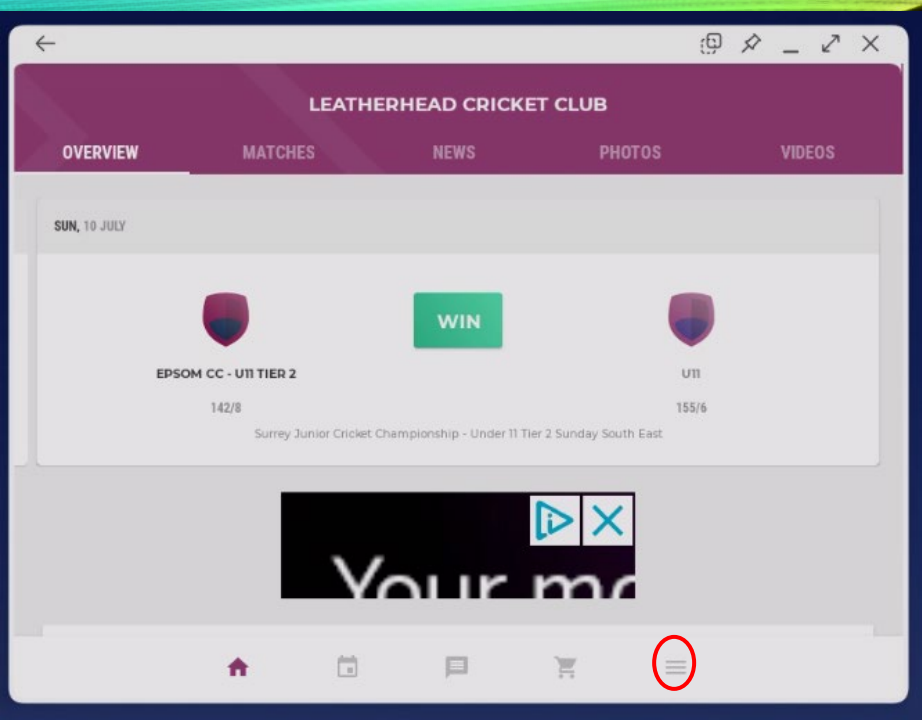 LEATHERHEAD CRICKET CLUB
OVERVIEW MATCHES NEWS PHOTOS VIDEOS
SUN, 10 JULY
WIN
EPSOM CC - U11 TIER 2 U11
142/8 155/6
Surrey Junior Cricket Championship - Under 11 Tier 2 Sunday South East
Your